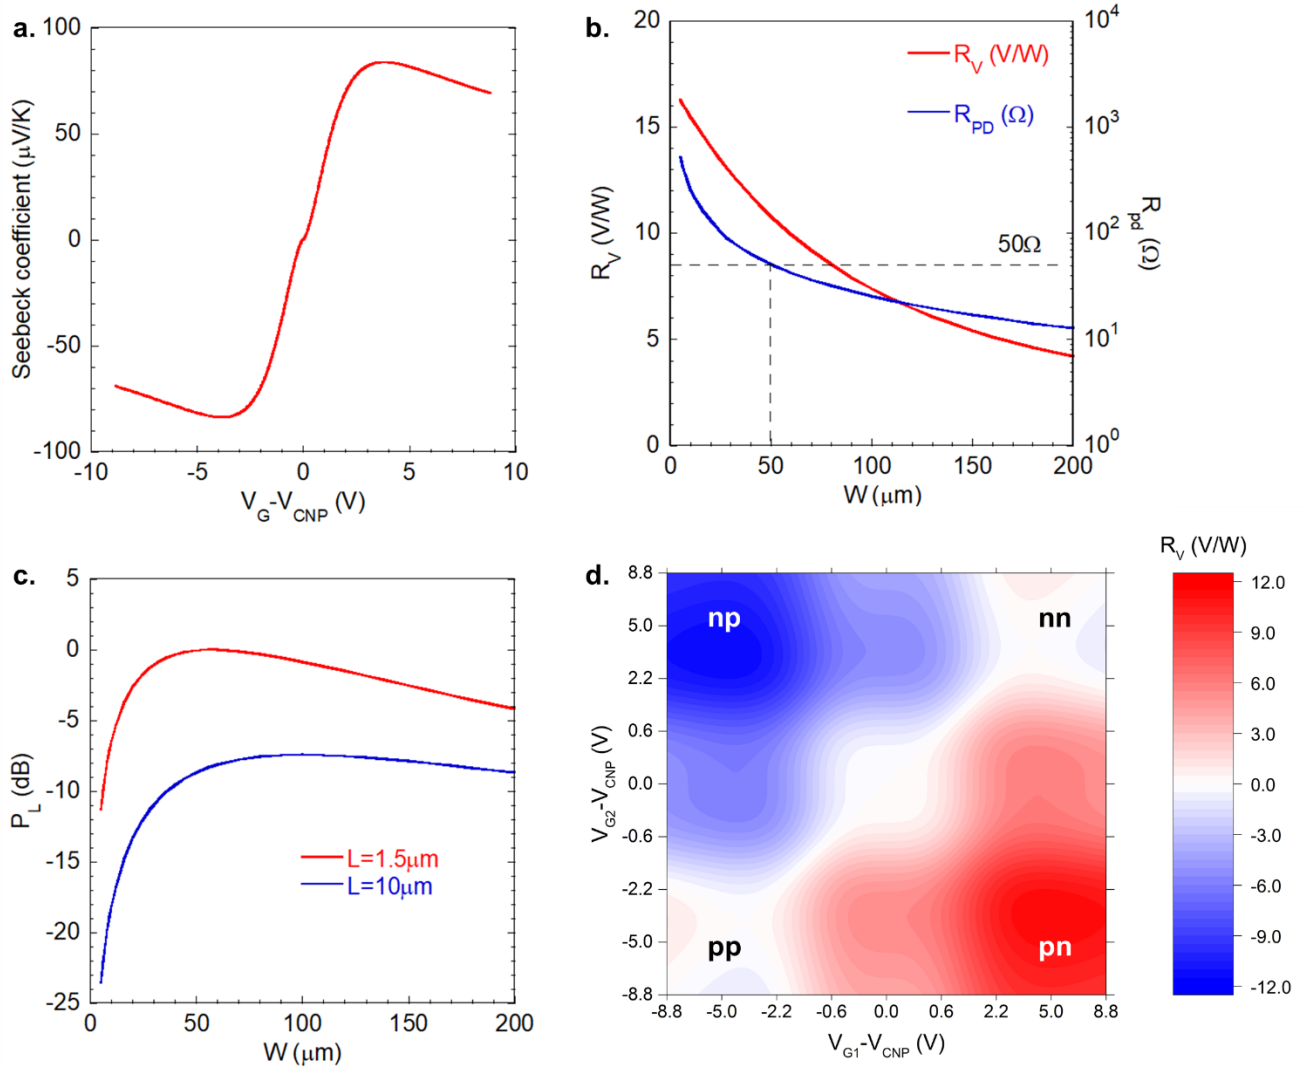 a.
100
50
0
-50
-100
Seebeck coefficient (μV/K)
-10
-5
0
5
10
V_G-V_CNP (V)
b.
20
15
10
5
0
R_V (V/W)
R_V (V/W)
R_PD (Ω)
50Ω
10^4
10^3
10^2
10^1
10^0
R_pd (Ω)
0
50
100
150
200
W (μm)
c.
5
0
-5
-10
-15
-20
-25
P_L (dB)
L=1.5μm
L=10μm
0
50
100
150
200
W (μm)
d.
8.8
5.0
2.2
0.6
0.0
-0.6
-2.2
-5.0
-8.8
V_G2-V_CNP (V)
np
nn
pp
pn
-8.8
-5.0
-2.2
-0.6
0.0
0.6
2.2
5.0
8.8
V_G1-V_CNP (V)
R_V (V/W)
12.0
9.0
6.0
3.0
0.0
-3.0
-6.0
-9.0
-12.0